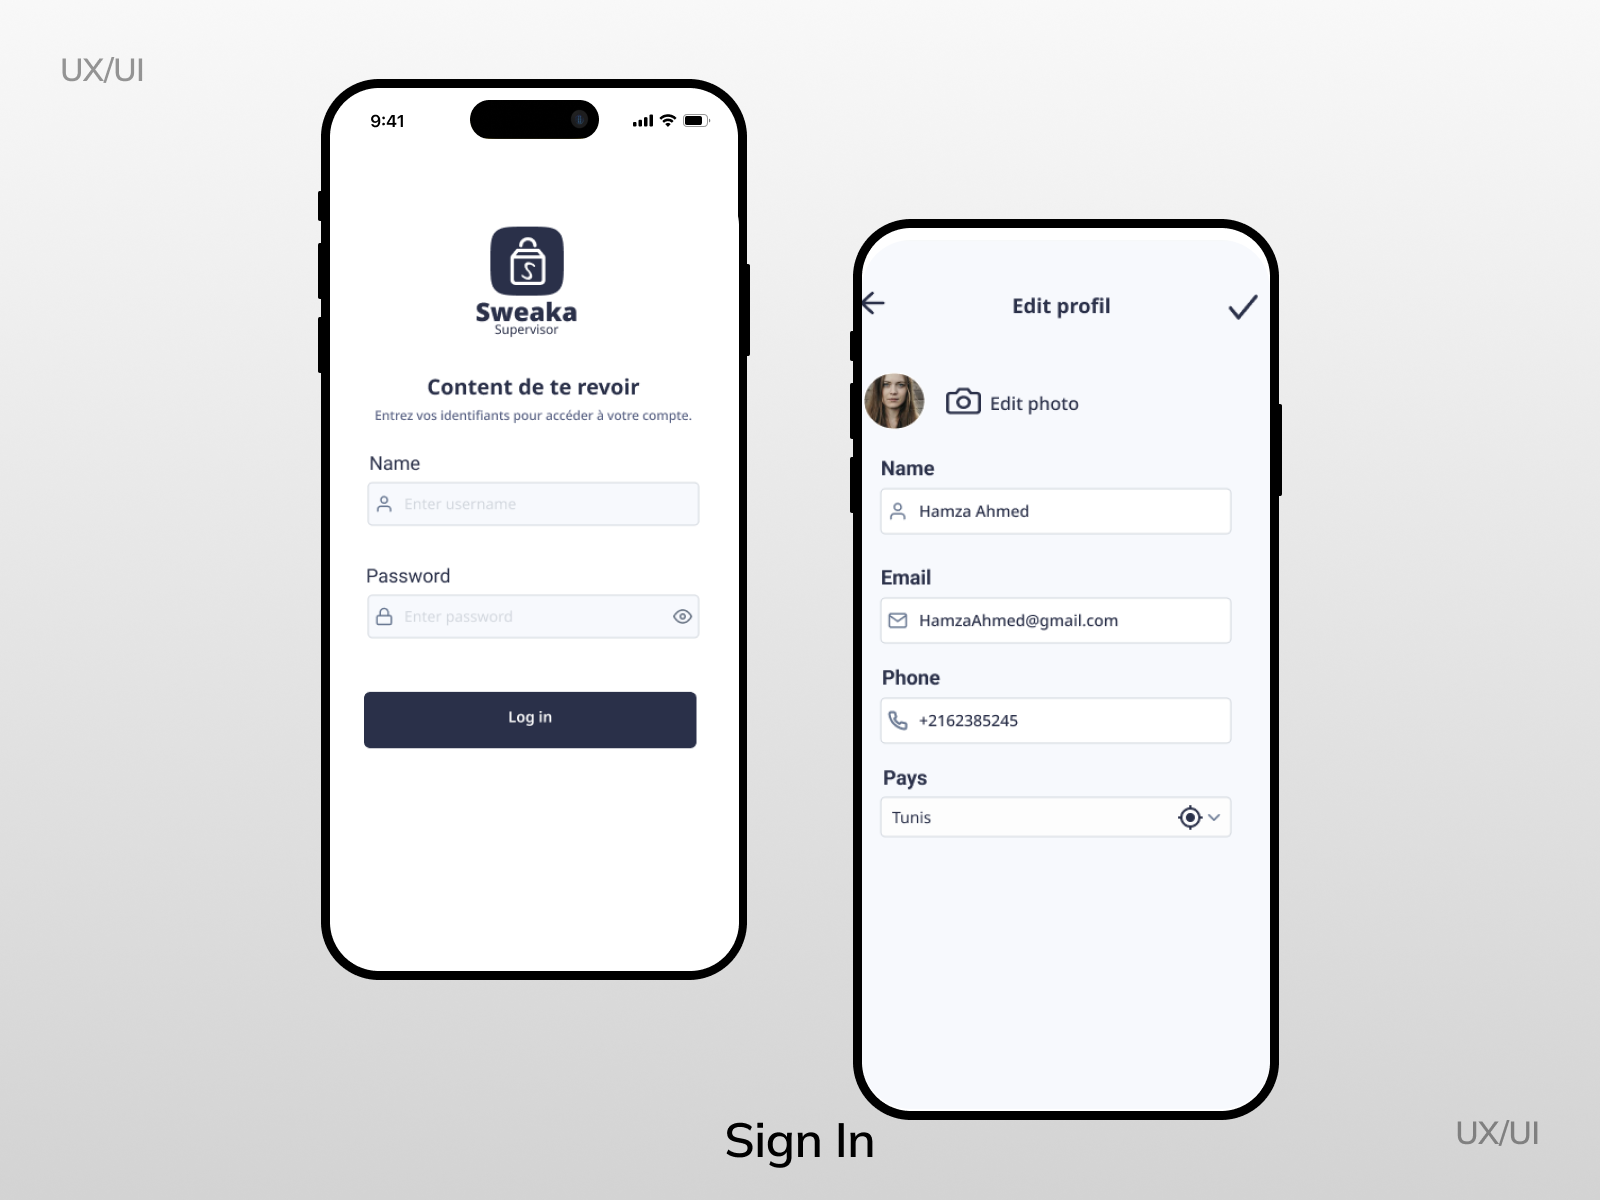 UX/UI
9:41
Sweaka
Supervisor
Content de te revoir
Entrez vos identifiants pour accéder à votre compte.
Name
Enter username
Password
Enter password
Log in
Edit profil
Edit photo
Name
Hamza Ahmed
Email
HamzaAhmed@gmail.com
Phone
+2162385245
Pays
Tunis
Sign In
UX/UI